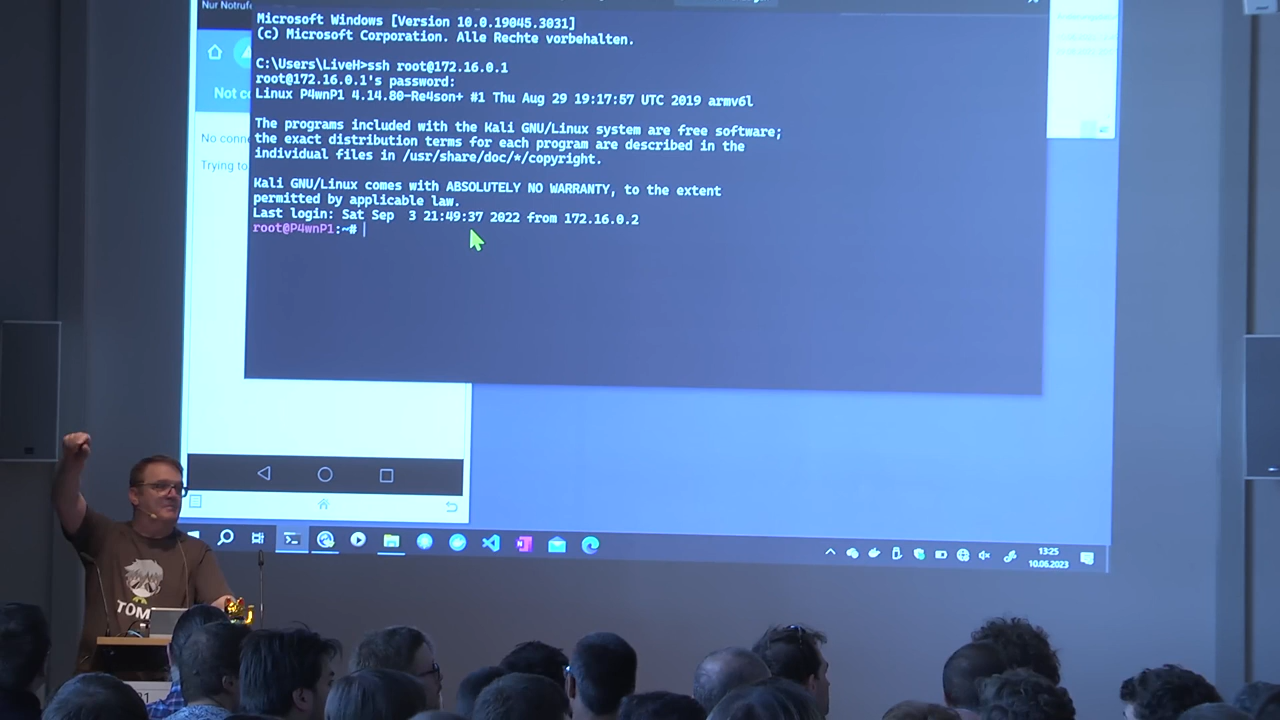 Nur Notruf
Microsoft Windows [Version 10.0.19045.3031]
(c) Microsoft Corporation. Alle Rechte vorbehalten.
C:\Users\LiveH>ssh root@172.16.0.1
root@172.16.0.1's password:
Linux P4wnP1 4.14.80-Re4son+ #1 Thu Aug 29 19:17:57 UTC 2019 armv6l
The programs included with the Kali GNU/Linux system are free software;
the exact distribution terms for each program are described in the
individual files in /usr/share/doc/*/copyright.
Kali GNU/Linux comes with ABSOLUTELY NO WARRANTY, to the extent
permitted by applicable law.
Last login: Sat Sep  3 21:49:37 2022 from 172.16.0.2
root@P4wnP1:~#
Not co
No conne
Trying to
13:25
10.06.2023
TOM